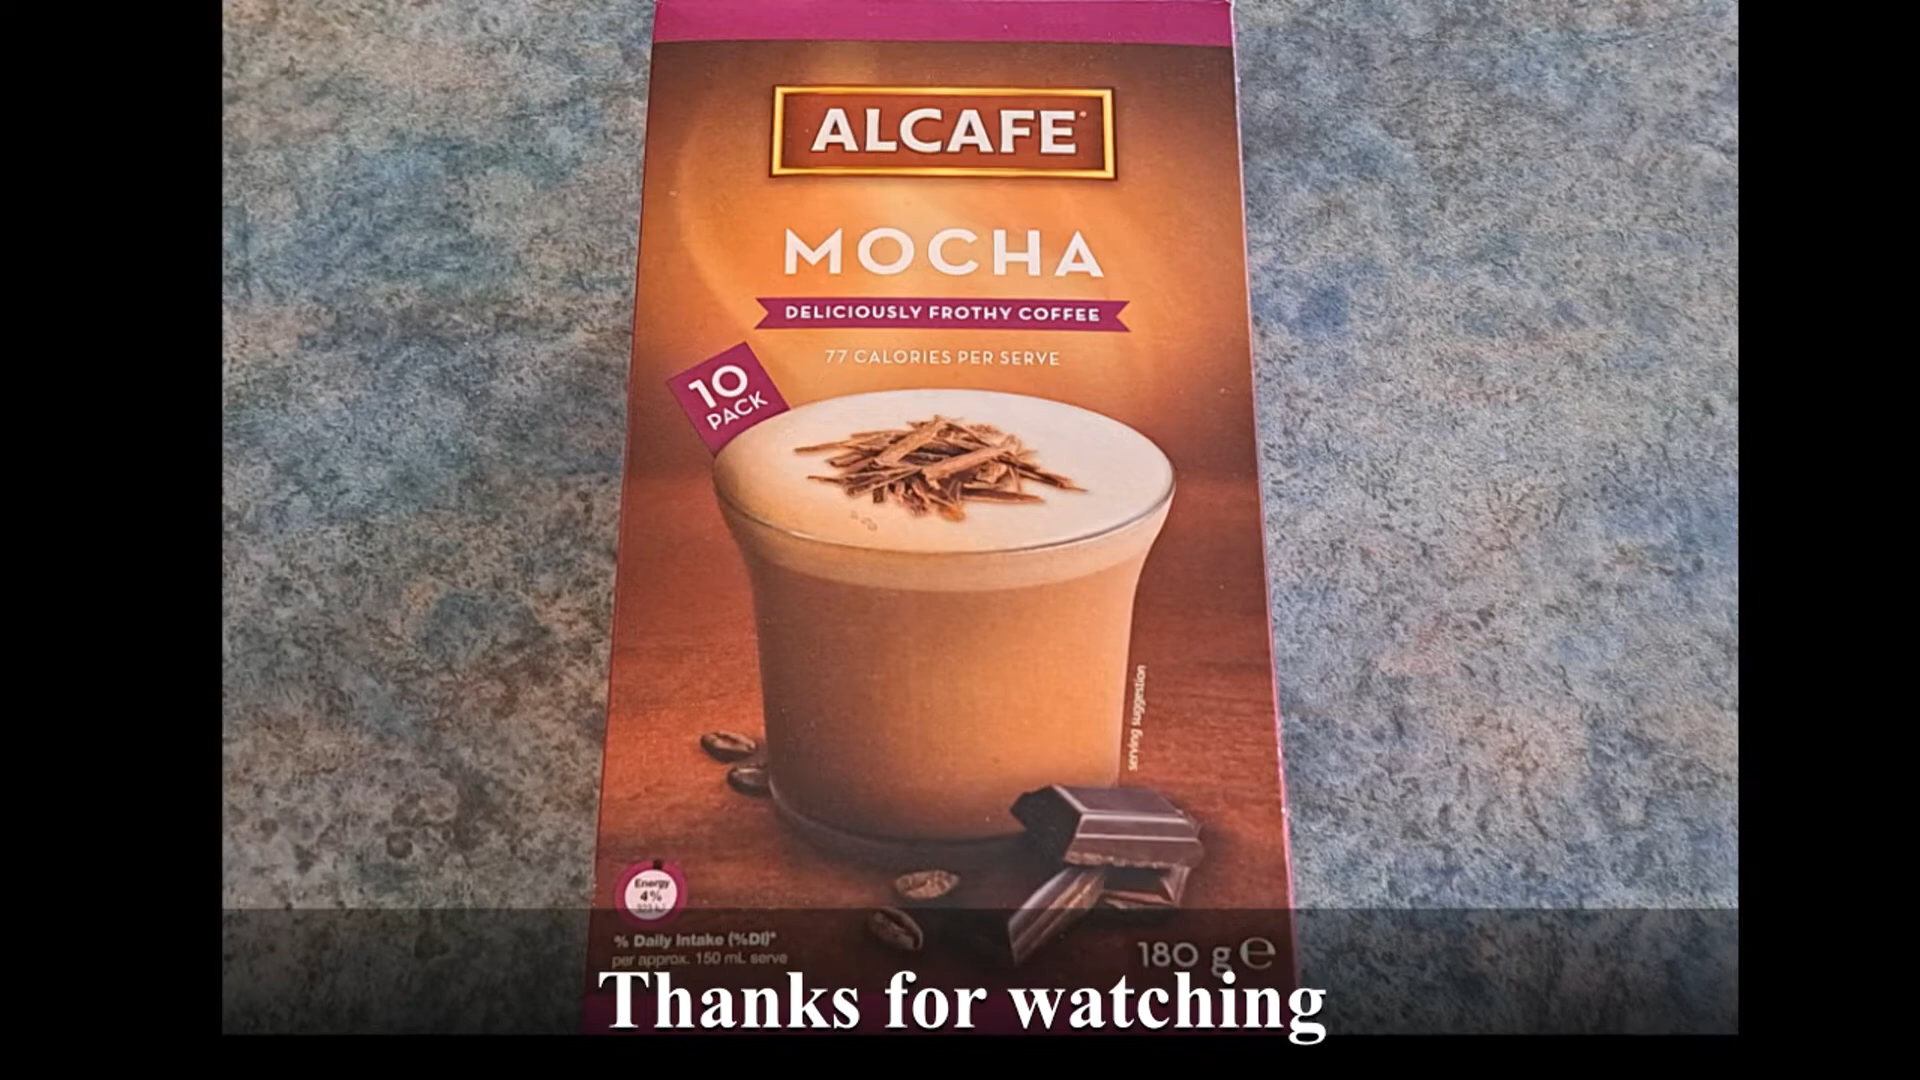 ALCAFE
MOCHA
DELICIOUSLY FROTHY COFFEE
77 CALORIES PER SERVE
10
PACK
serving suggestion
Energy
4%
% Daily Intake (%DI)*
per approx. 150 mL serve
180 g e
Thanks for watching